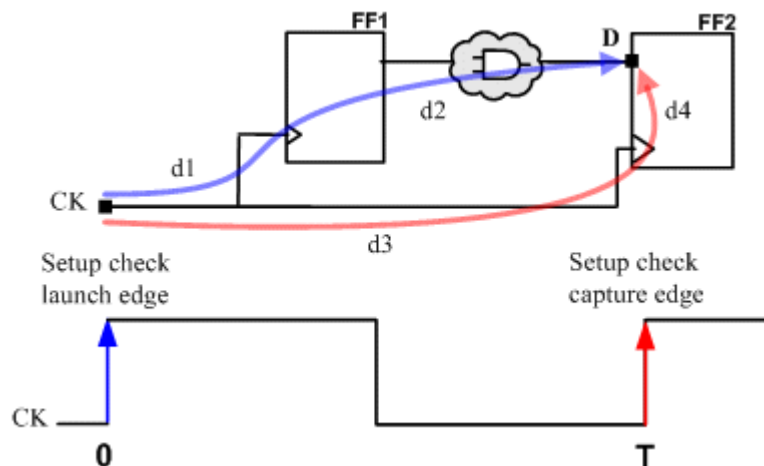 FF1
D
FF2
d2
d4
d1
CK
d3
Setup check
launch edge
Setup check
capture edge
CK
0
T